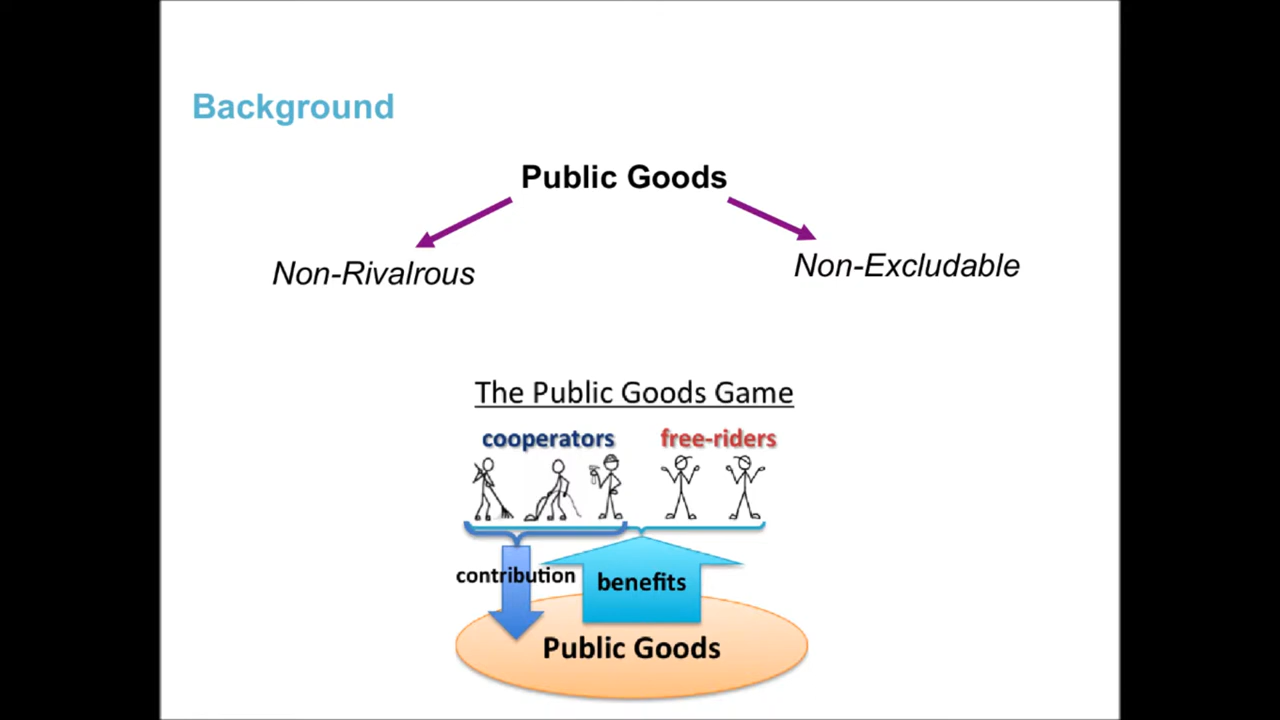 Background
Public Goods
Non-Rivalrous
Non-Excludable
The Public Goods Game
cooperators
free-riders
contribution
benefits
Public Goods